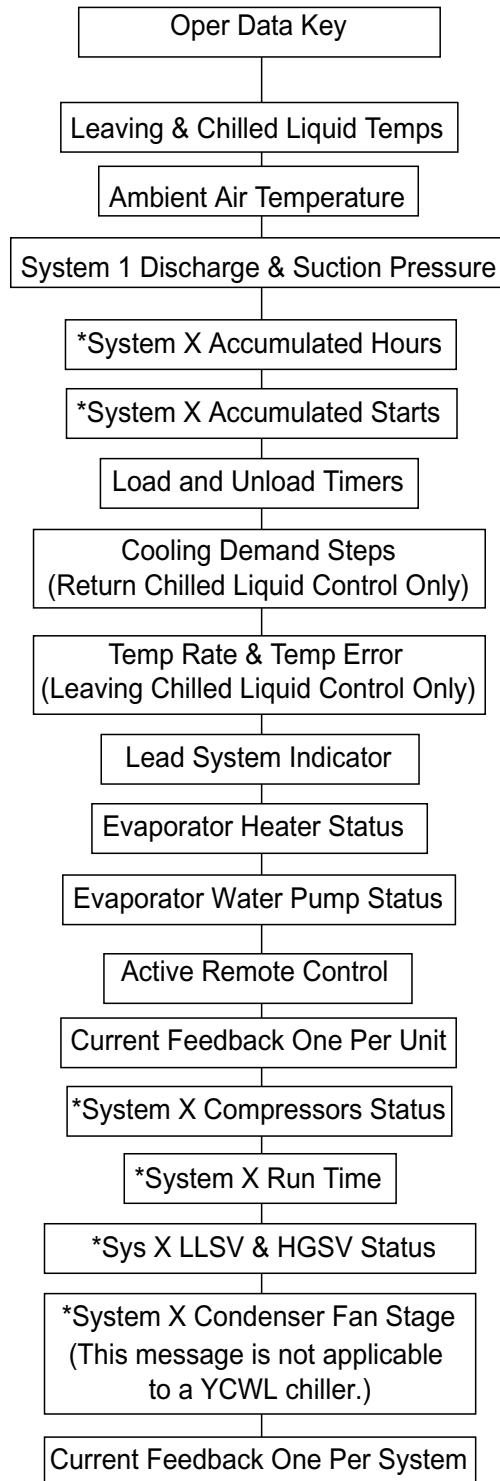 Oper Data Key
Leaving & Chilled Liquid Temps
Ambient Air Temperature
System 1 Discharge & Suction Pressure
*System X Accumulated Hours
*System X Accumulated Starts
Load and Unload Timers
Cooling Demand Steps
(Return Chilled Liquid Control Only)
Temp Rate & Temp Error
(Leaving Chilled Liquid Control Only)
Lead System Indicator
Evaporator Heater Status
Evaporator Water Pump Status
Active Remote Control
Current Feedback One Per Unit
*System X Compressors Status
*System X Run Time
*Sys X LLSV & HGSV Status
*System X Condenser Fan Stage
(This message is not applicable
to a YCWL chiller.)
Current Feedback One Per System